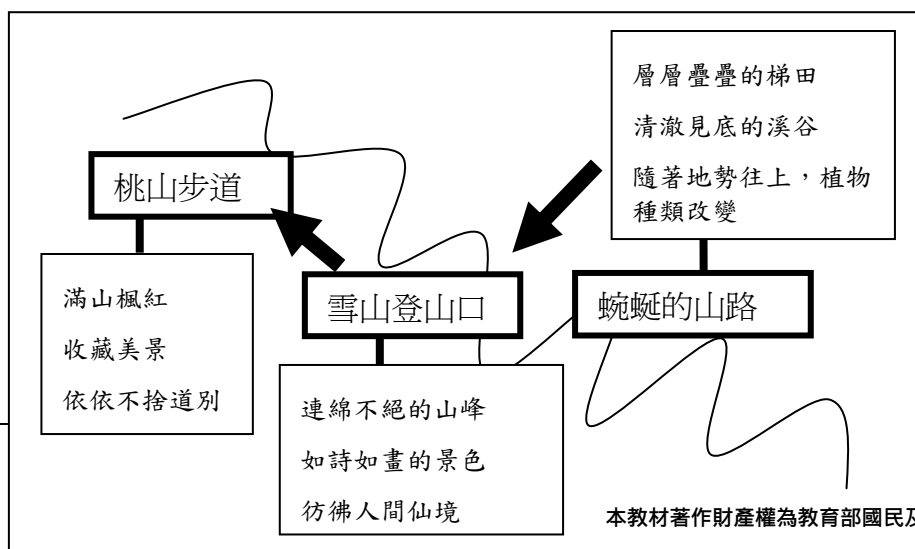 層層疊疊的梯田
清澈見底的溪谷
隨著地勢往上，植物
種類改變
蜿蜒的山路
雪山登山口
連綿不絕的山峰
如詩如畫的景色
彷彿人間仙境
桃山步道
滿山楓紅
收藏美景
依依不捨道別
本教材著作財產權為教育部國民及